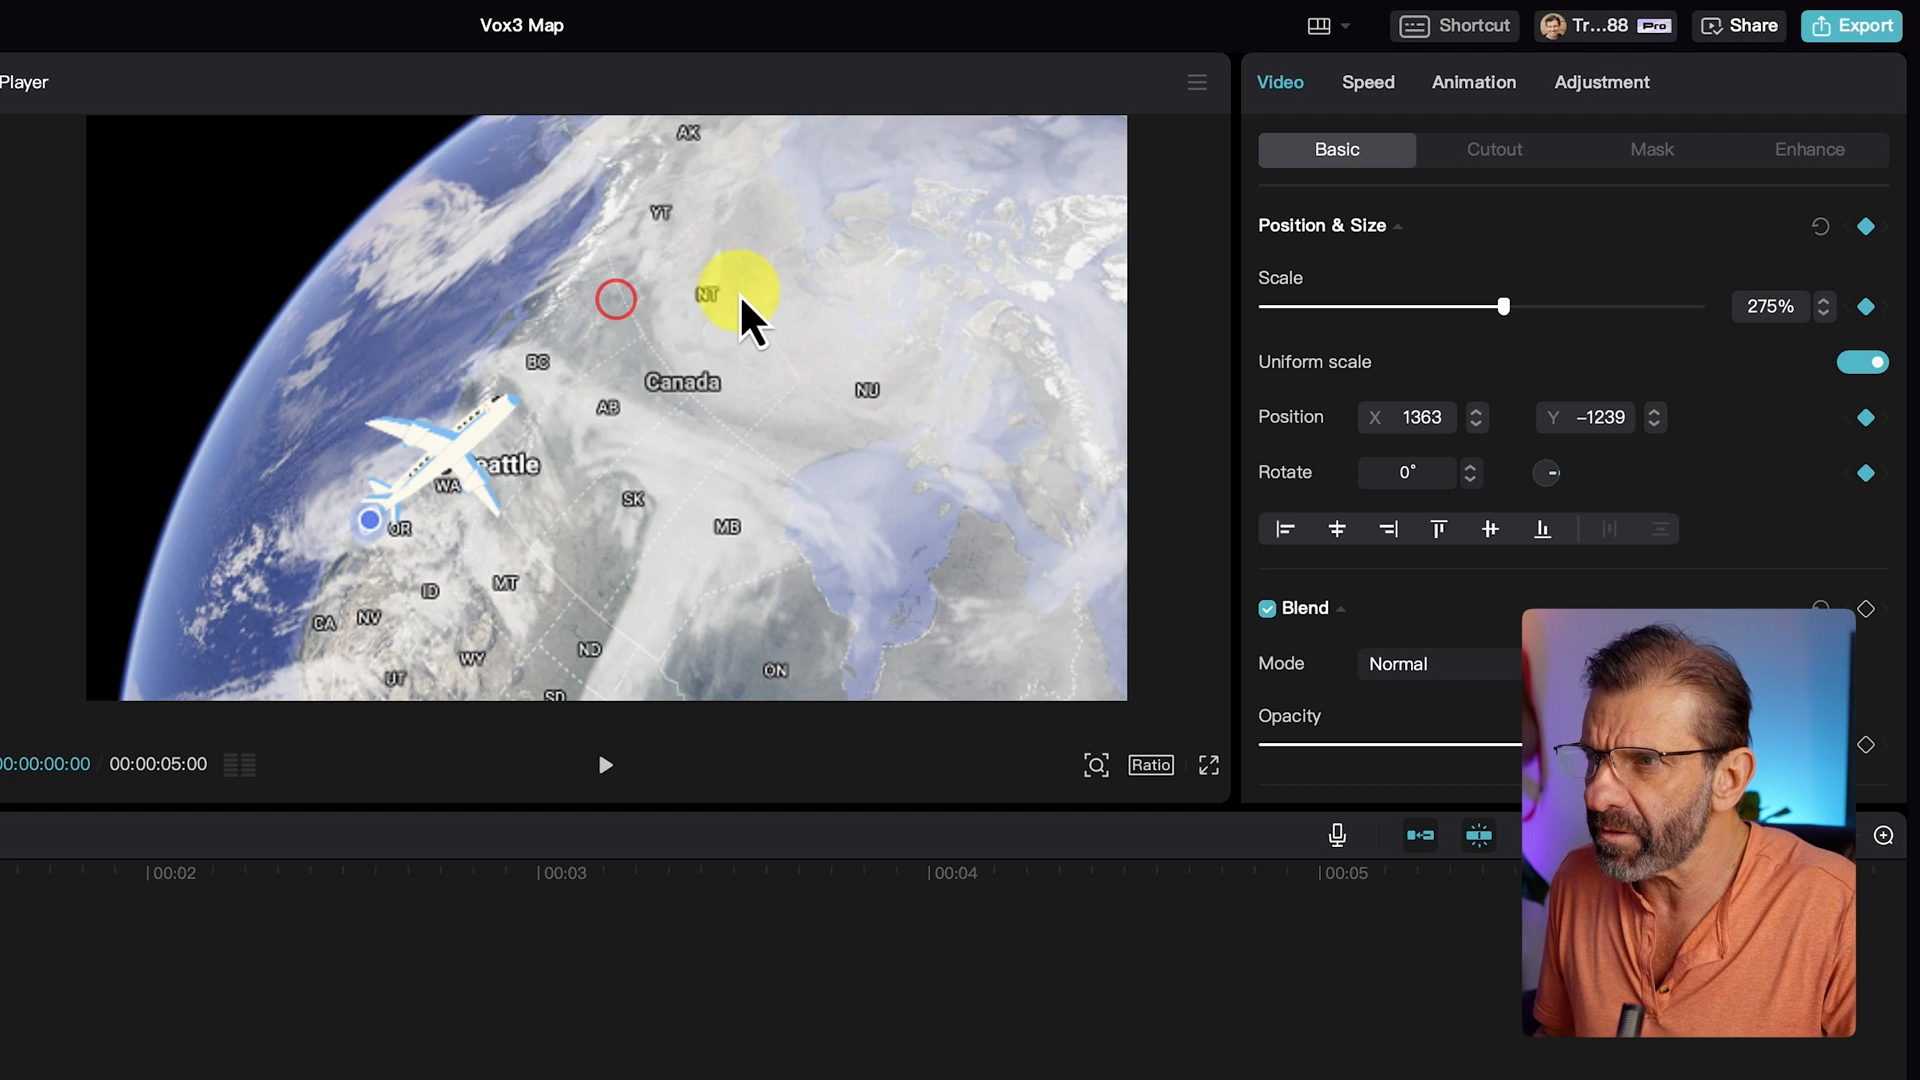 Vox3 Map
Shortcut
Tr...88
Pro
Share
Export
Player
Video
Speed
Animation
Adjustment
Basic
Cutout
Mask
Enhance
Position & Size
Scale
275%
Uniform scale
Position
X 1363
Y -1239
Rotate
0°
Blend
Mode
Normal
Opacity
AK
YT
NT
BC
Canada
NU
AB
eattle
WA
SK
OR
MB
ID
MT
CA
NV
ND
WY
ON
UT
SD
00:00:00:00
00:00:05:00
Ratio
00:02
00:03
00:04
00:05